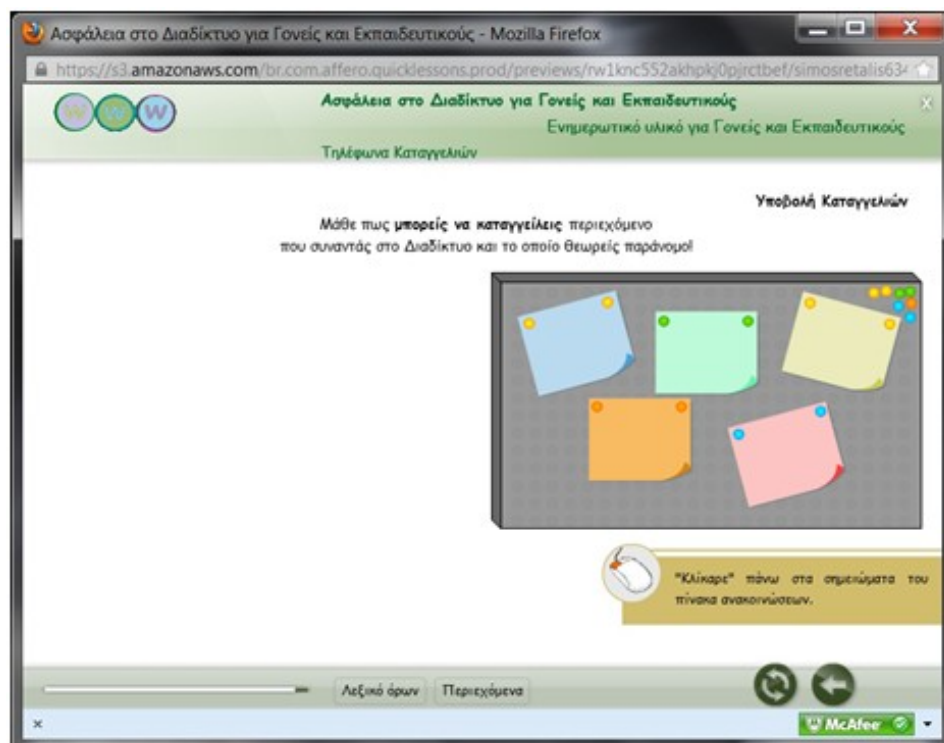 Ασφάλεια στο Διαδίκτυο για Γονείς και Εκπαιδευτικούς - Mozilla Firefox
https://s3.amazonaws.com/br.com.affero.quicklessons.prod/previews/rw1knc552akhpkj0pjrctbef/simosretalis634
W W W
Ασφάλεια στο Διαδίκτυο για Γονείς και Εκπαιδευτικούς
X
Ενημερωτικό υλικό για Γονείς και Εκπαιδευτικούς
Τηλέφωνα Καταγγελιών
Υποβολή Καταγγελιών
Μάθε πως μπορείς να καταγγείλεις περιεχόμενο
που συναντάς στο Διαδίκτυο και το οποίο θεωρείς παράνομο!
"Κλίκαρε" πάνω στα σημειώματα του
πίνακα ανακοινώσεων.
Λεξικό όρων Περιεχόμενα
McAfee